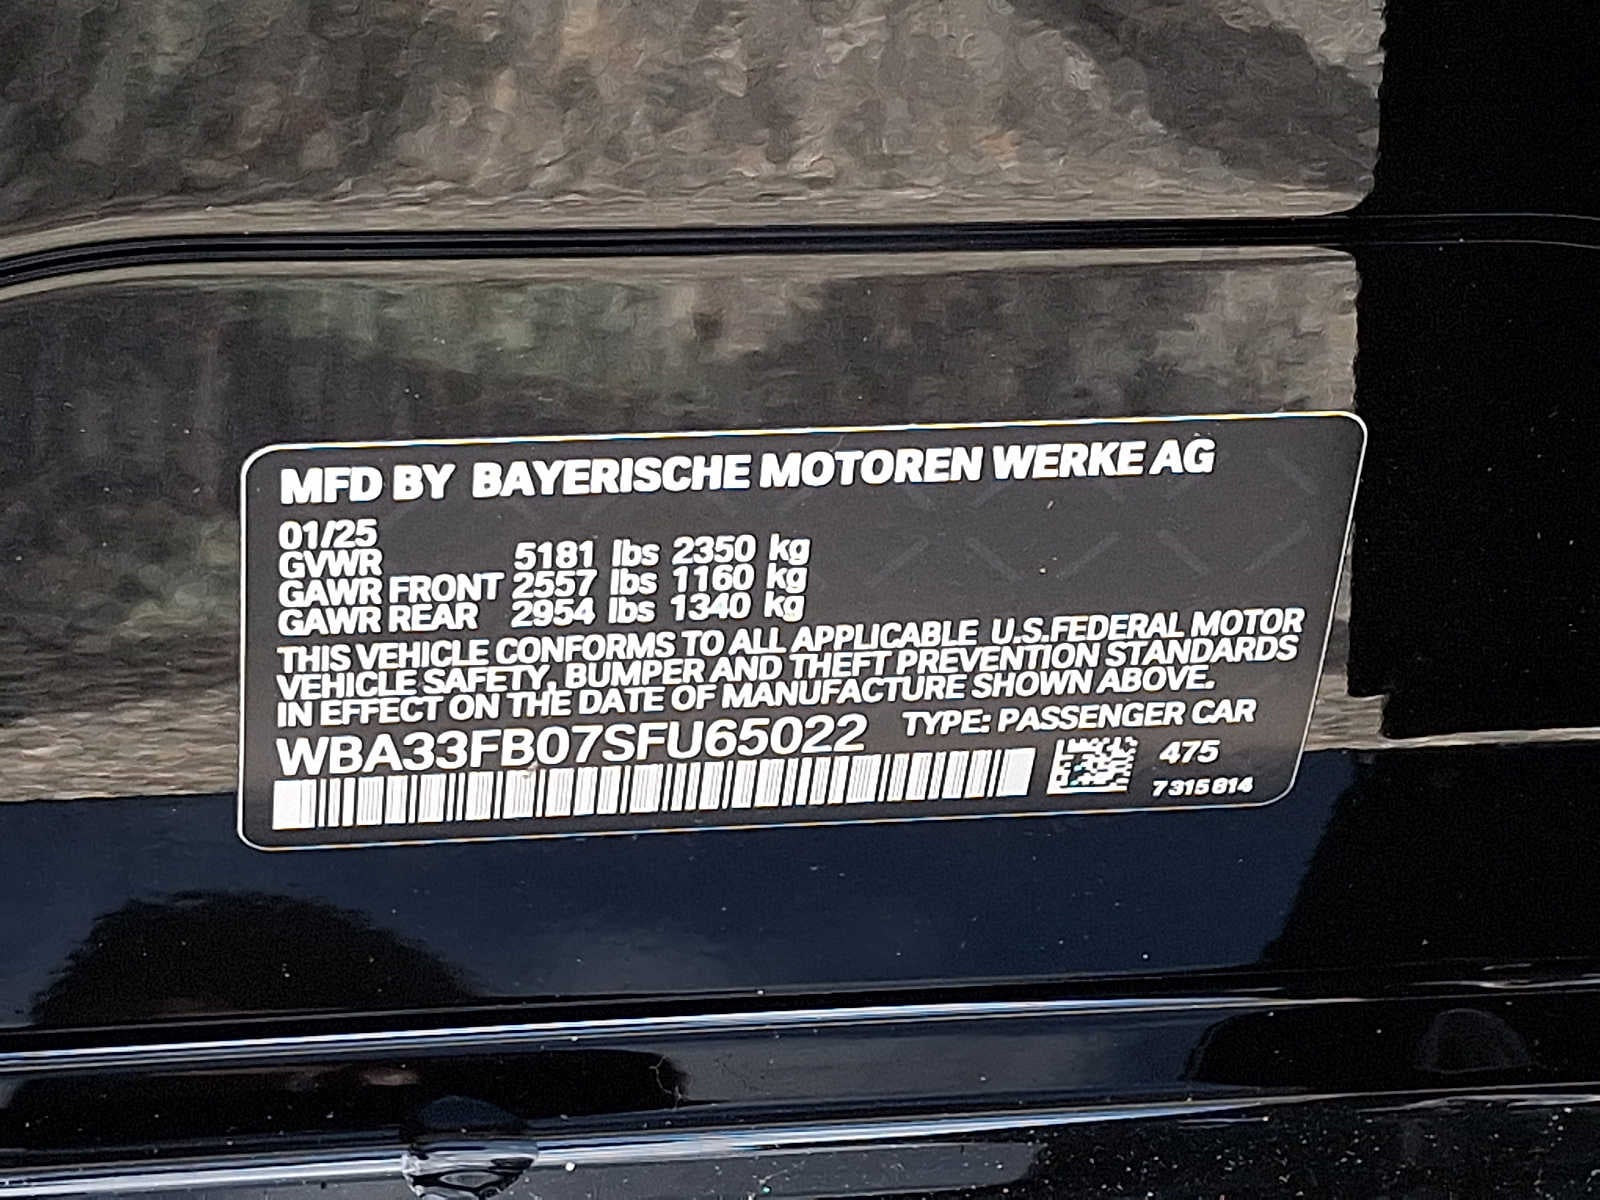 MFD BY BAYERISCHE MOTOREN WERKE AG
01/25
GVWR 5181 lbs 2350 kg
GAWR FRONT 2557 lbs 1160 kg
GAWR REAR 2954 lbs 1340 kg
THIS VEHICLE CONFORMS TO ALL APPLICABLE U.S.FEDERAL MOTOR
VEHICLE SAFETY, BUMPER AND THEFT PREVENTION STANDARDS
IN EFFECT ON THE DATE OF MANUFACTURE SHOWN ABOVE.
WBA33FB07SFU65022 TYPE: PASSENGER CAR
475
7 315 814